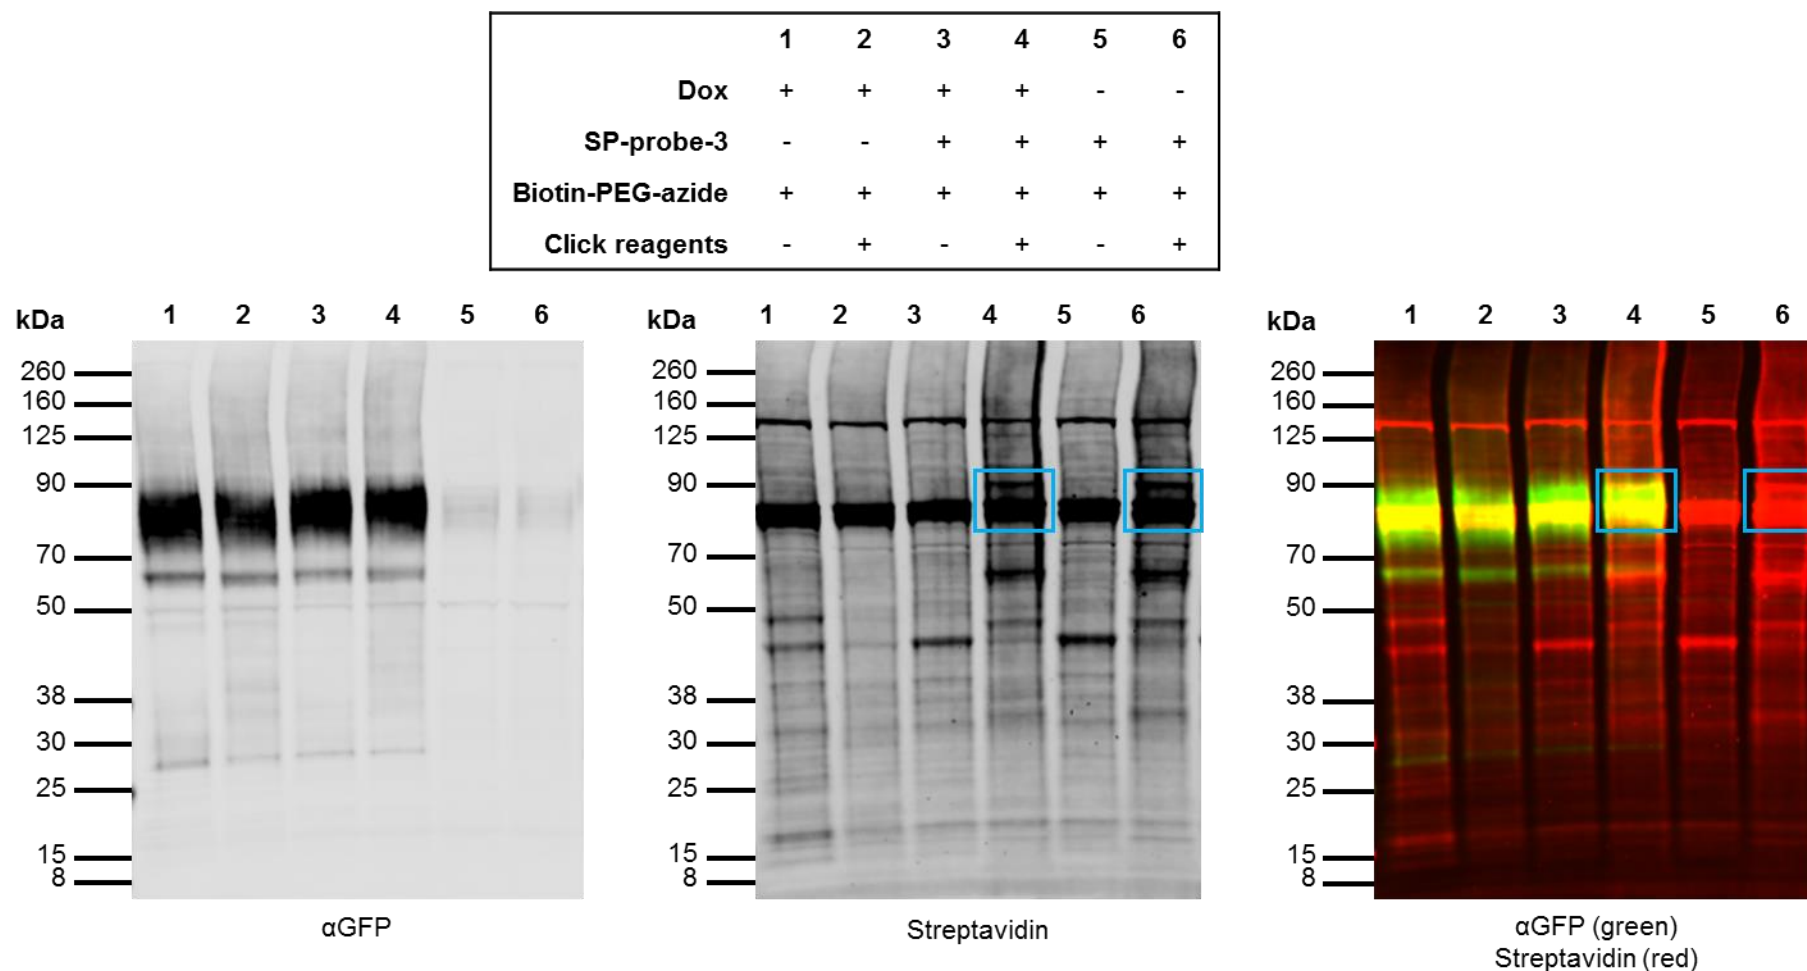 1 2 3 4 5 6
Dox + + + + - -
SP-probe-3 - - + + + +
Biotin-PEG-azide + + + + + +
Click reagents - + - + - +
kDa 1 2 3 4 5 6
260
160
125
90
70
50
38
30
25
15
8
αGFP
kDa 1 2 3 4 5 6
260
160
125
90
70
50
38
30
25
15
8
Streptavidin
kDa 1 2 3 4 5 6
260
160
125
90
70
50
38
30
25
15
8
αGFP (green)
Streptavidin (red)